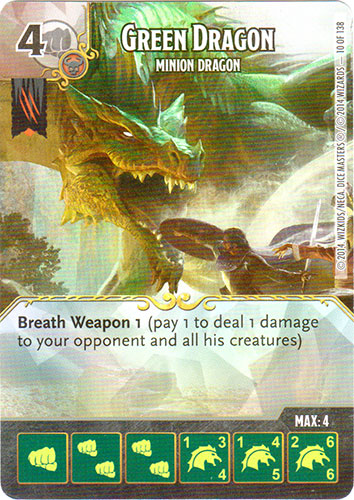 4
GREEN DRAGON
MINION DRAGON
©2014 WIZKIDS/NECA. DICE MASTERS ©/©2014 WIZARDS — 10 OF 138
Breath Weapon 1 (pay 1 to deal 1 damage
to your opponent and all his creatures)
MAX: 4
1 3 4
1 4 5
2 6 6